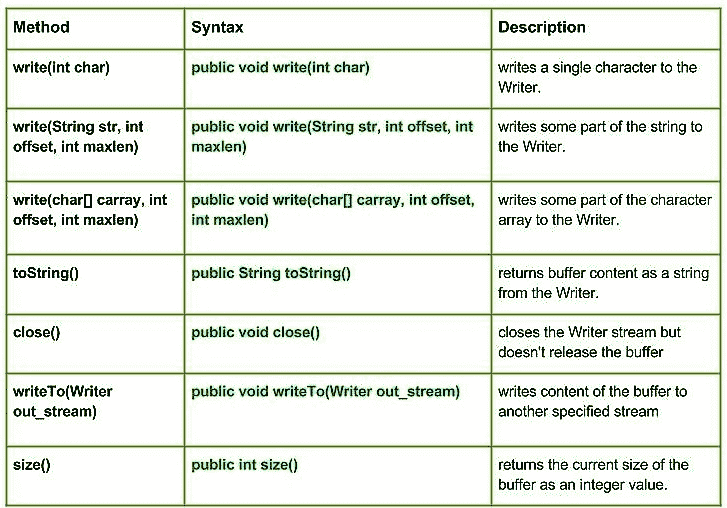 Method Syntax Description
write(int char) public void write(int char) writes a single character to the
Writer.
write(String str, int public void write(String str, int offset, int writes some part of the string to
offset, int maxlen) maxlen) the Writer.
write(char[] carray, int public void write(char[] carray, int offset, writes some part of the character
offset, int maxlen) int maxlen) array to the Writer.
toString() public String toString() returns buffer content as a string
from the Writer.
close() public void close() closes the Writer stream but
doesn't release the buffer
writeTo(Writer public void writeTo(Writer out_stream) writes content of the buffer to
out_stream) another specified stream
size() public int size() returns the current size of the
buffer as an integer value.